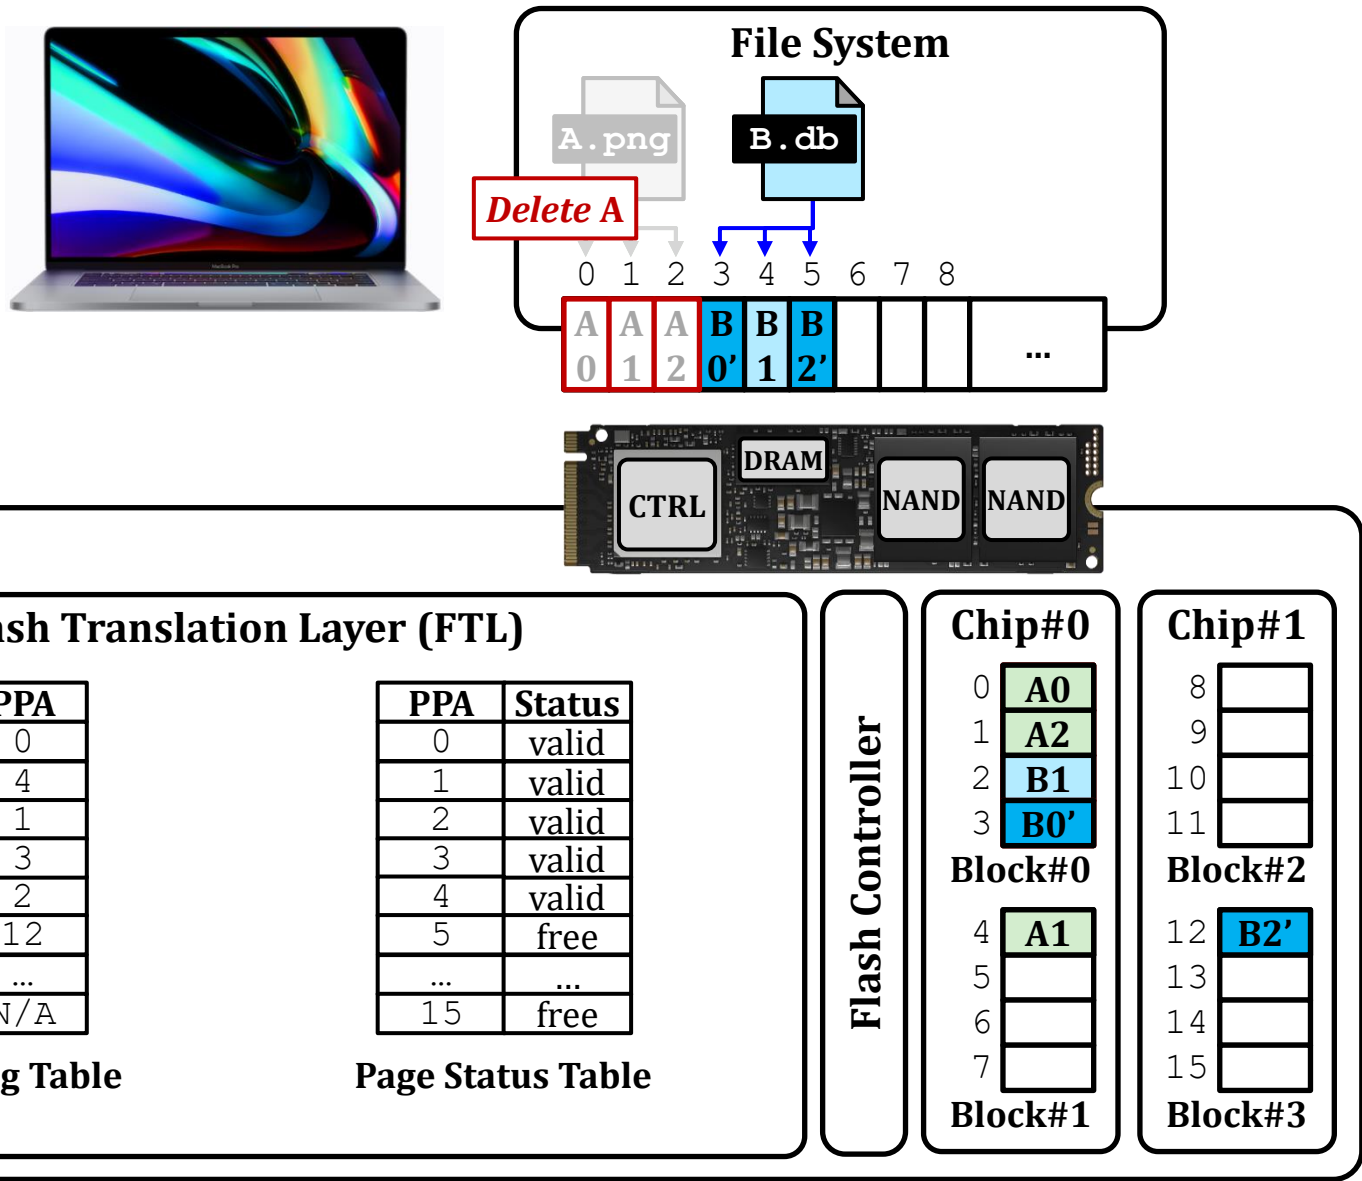 File System
A.png
B.db
Delete A
0 1 2 3 4 5 6 7 8
A A A B B B
0 1 2 0’ 1 2’ ...
CTRL DRAM NAND NAND
ash Translation Layer (FTL)
PPA
0
4
1
3
2
12
...
N/A
g Table
PPA Status
0 valid
1 valid
2 valid
3 valid
4 valid
5 free
... ...
15 free
Page Status Table
Flash Controller
Chip#0
0 A0
1 A2
2 B1
3 B0’
Block#0
4 A1
5
6
7
Block#1
Chip#1
8
9
10
11
Block#2
12 B2’
13
14
15
Block#3